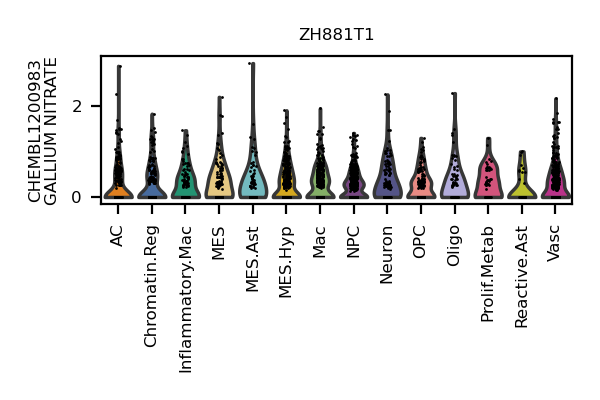 ZH881T1
CHEMBL1200983
GALLIUM NITRATE
2
0
AC
Chromatin.Reg
Inflammatory.Mac
MES
MES.Ast
MES.Hyp
Mac
NPC
Neuron
OPC
Oligo
Prolif.Metab
Reactive.Ast
Vasc